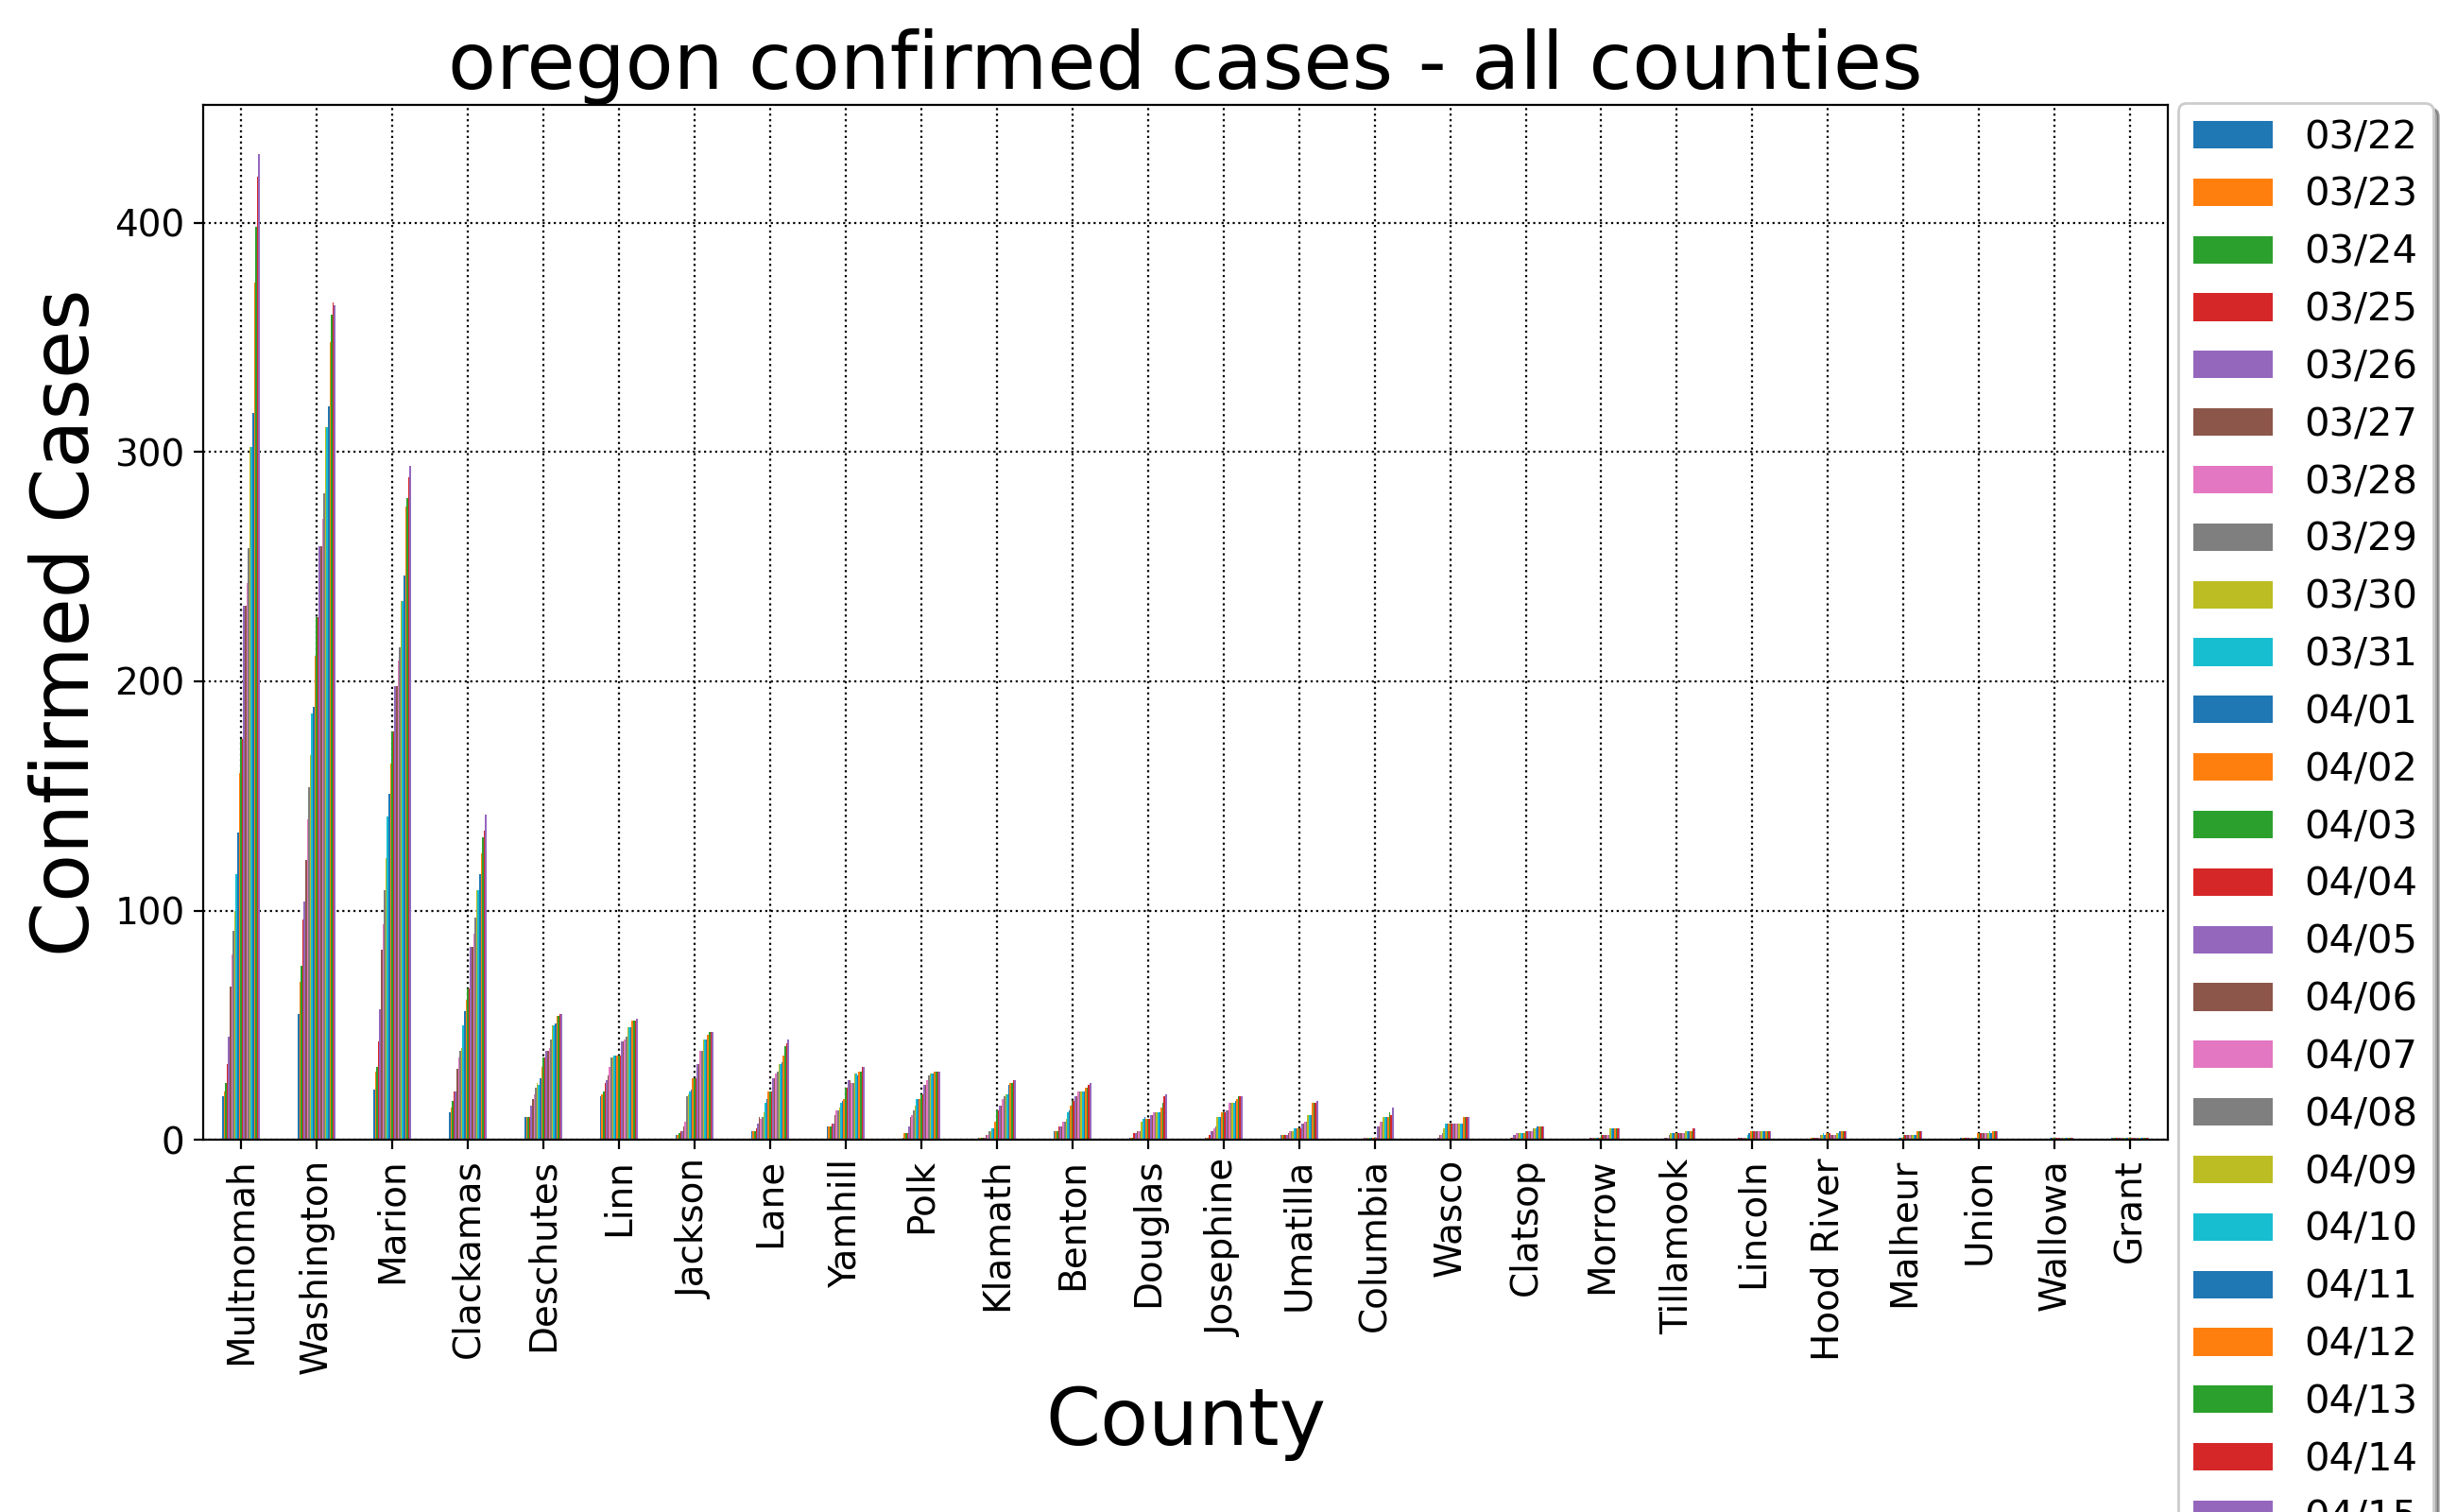 oregon confirmed cases - all counties
Confirmed Cases
400
300
200
100
0
Multnomah
Washington
Marion
Clackamas
Deschutes
Linn
Jackson
Lane
Yamhill
Polk
Klamath
Benton
Douglas
Josephine
Umatilla
Columbia
Wasco
Clatsop
Morrow
Tillamook
Lincoln
Hood River
Malheur
Union
Wallowa
Grant
County
03/22
03/23
03/24
03/25
03/26
03/27
03/28
03/29
03/30
03/31
04/01
04/02
04/03
04/04
04/05
04/06
04/07
04/08
04/09
04/10
04/11
04/12
04/13
04/14
04/15